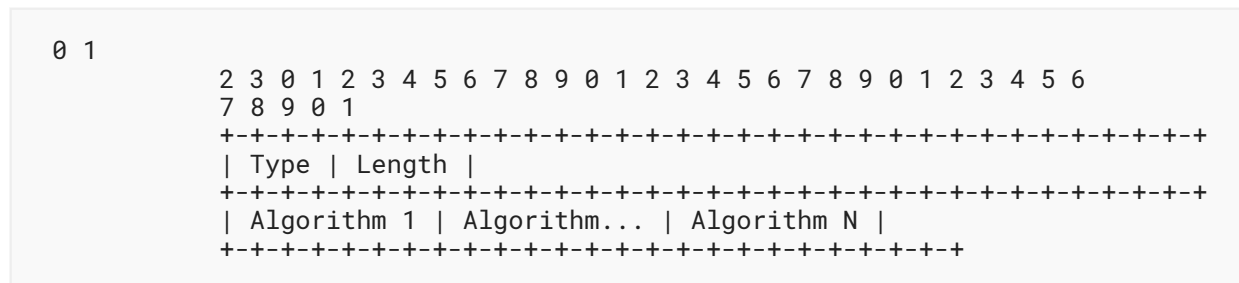 0 1
2 3 0 1 2 3 4 5 6 7 8 9 0 1 2 3 4 5 6 7 8 9 0 1 2 3 4 5 6
7 8 9 0 1
+-+-+-+-+-+-+-+-+-+-+-+-+-+-+-+-+-+-+-+-+-+-+-+-+-+-+-+-+-+-+-+-+
| Type | Length |
+-+-+-+-+-+-+-+-+-+-+-+-+-+-+-+-+-+-+-+-+-+-+-+-+-+-+-+-+-+-+-+-+
| Algorithm 1 | Algorithm... | Algorithm N |
+-+-+-+-+-+-+-+-+-+-+-+-+-+-+-+-+-+-+-+-+-+-+-+-+